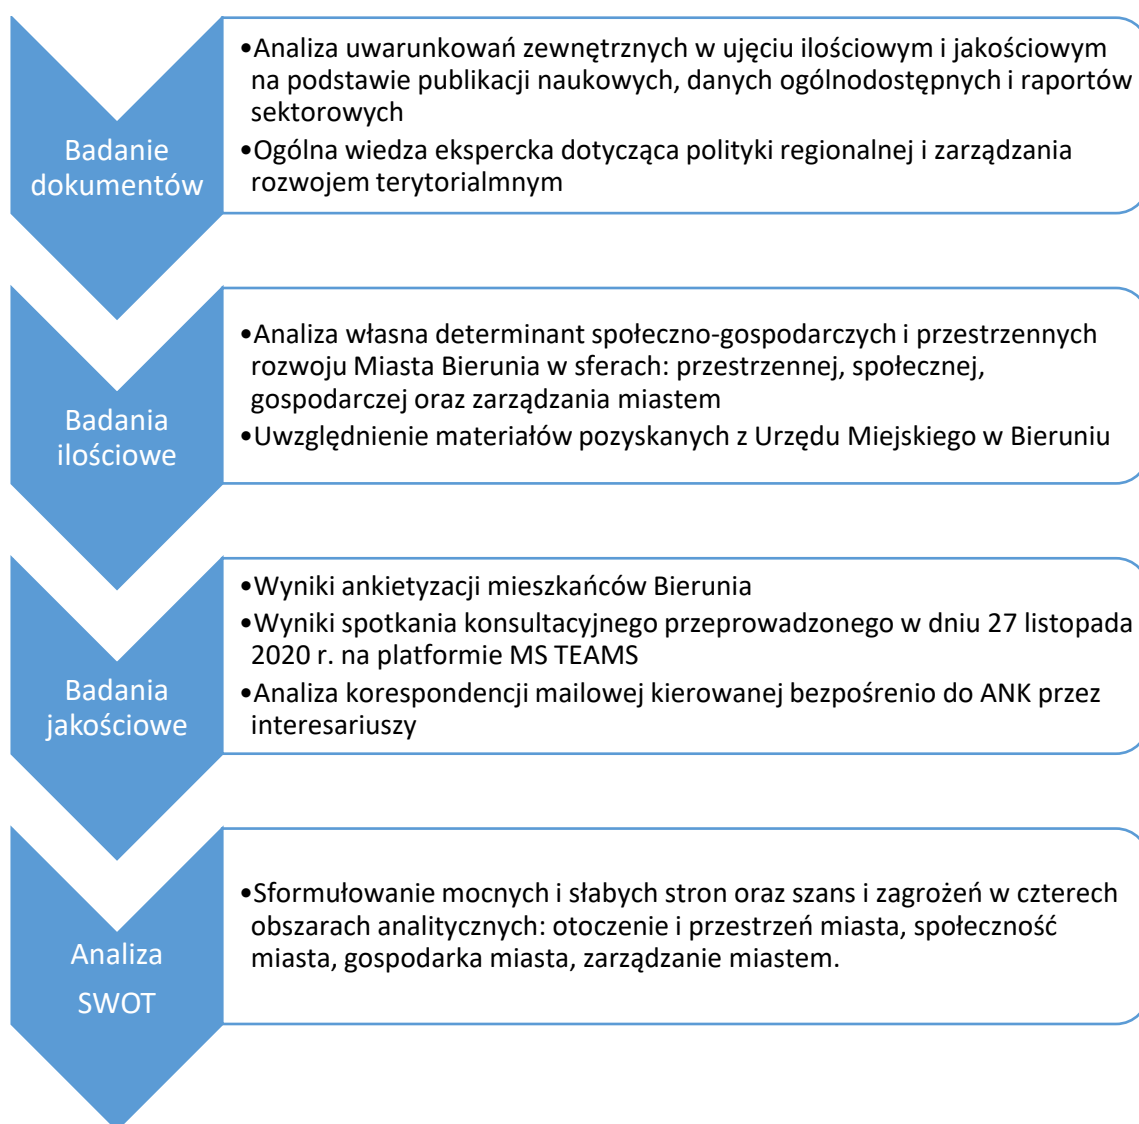 Badanie
dokumentów
•Analiza uwarunkowań zewnętrznych w ujęciu ilościowym i jakościowym
na podstawie publikacji naukowych, danych ogólnodostępnych i raportów
sektorowych
•Ogólna wiedza ekspercka dotycząca polityki regionalnej i zarządzania
rozwojem terytorialmnym
Badania
ilościowe
•Analiza własna determinant społeczno-gospodarczych i przestrzennych
rozwoju Miasta Bierunia w sferach: przestrzennej, społecznej,
gospodarczej oraz zarządzania miastem
•Uwzględnienie materiałów pozyskanych z Urzędu Miejskiego w Bieruniu
Badania
jakościowe
•Wyniki ankietyzacji mieszkańców Bierunia
•Wyniki spotkania konsultacyjnego przeprowadzonego w dniu 27 listopada
2020 r. na platformie MS TEAMS
•Analiza korespondencji mailowej kierowanej bezpośrenio do ANK przez
interesariuszy
Analiza
SWOT
•Sformułowanie mocnych i słabych stron oraz szans i zagrożeń w czterech
obszarach analitycznych: otoczenie i przestrzeń miasta, społeczność
miasta, gospodarka miasta, zarządzanie miastem.